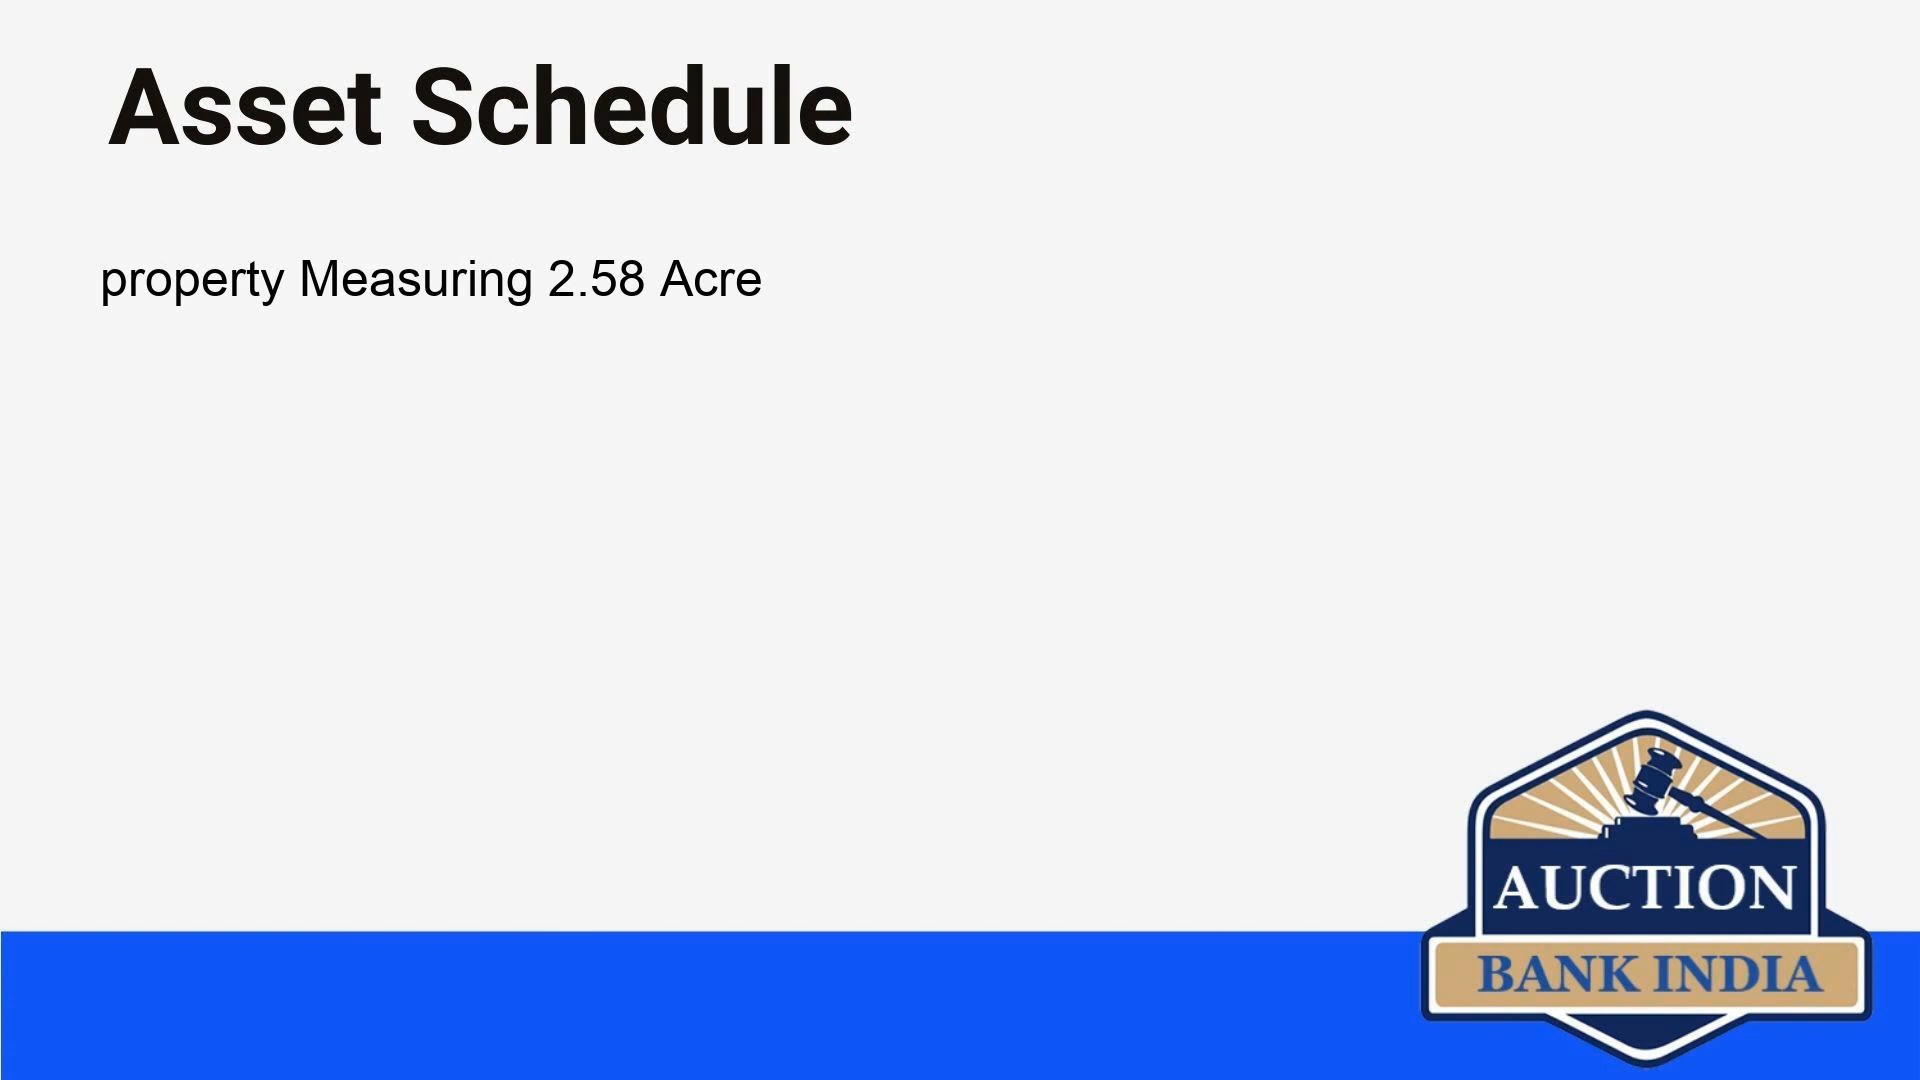 Asset Schedule
property Measuring 2.58 Acre
AUCTION
BANK INDIA